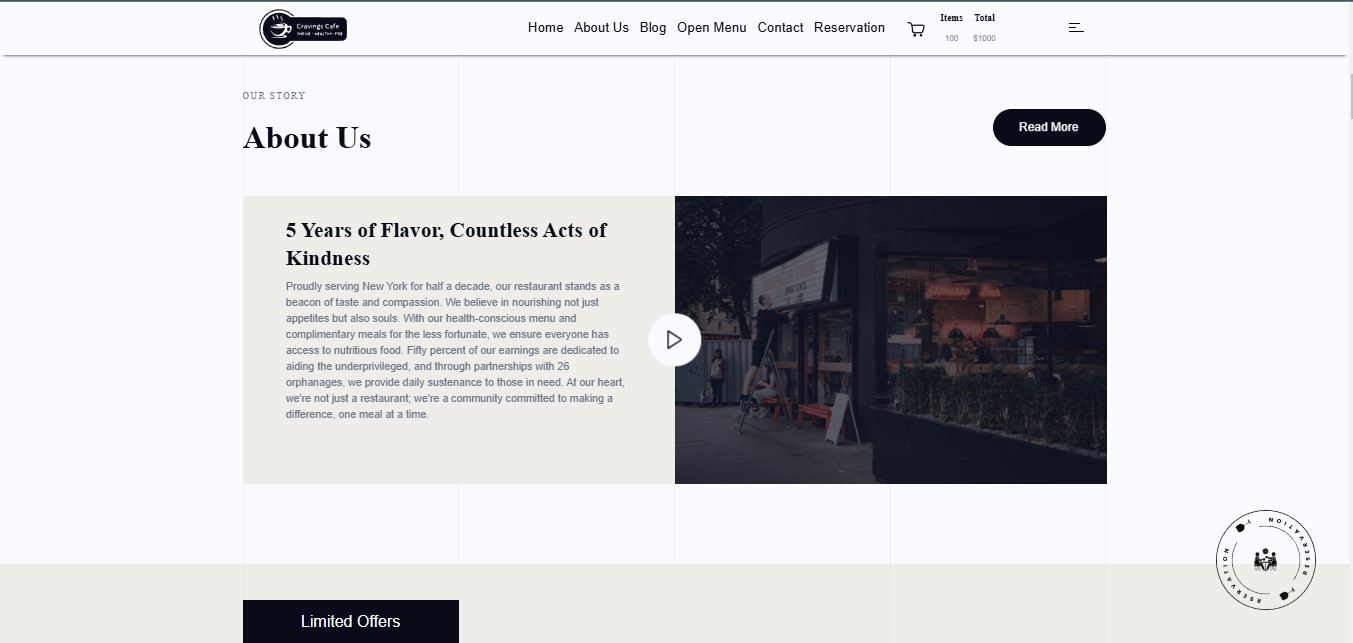 Cravings Cafe
Home About Us Blog Open Menu Contact Reservation
Items Total
100 $1000
OUR STORY
About Us
Read More
5 Years of Flavor, Countless Acts of
Kindness
Proudly serving New York for half a decade, our restaurant stands as a
beacon of taste and compassion. We believe in nourishing not just
appetites but also souls. With our health-conscious menu and
complimentary meals for the less fortunate, we ensure everyone has
access to nutritious food. Fifty percent of our earnings are dedicated to
aiding the underprivileged, and through partnerships with 26
orphanages, we provide daily sustenance to those in need. At our heart,
we're not just a restaurant; we're a community committed to making a
difference, one meal at a time.
RESERVATION
RESERVATION
Limited Offers